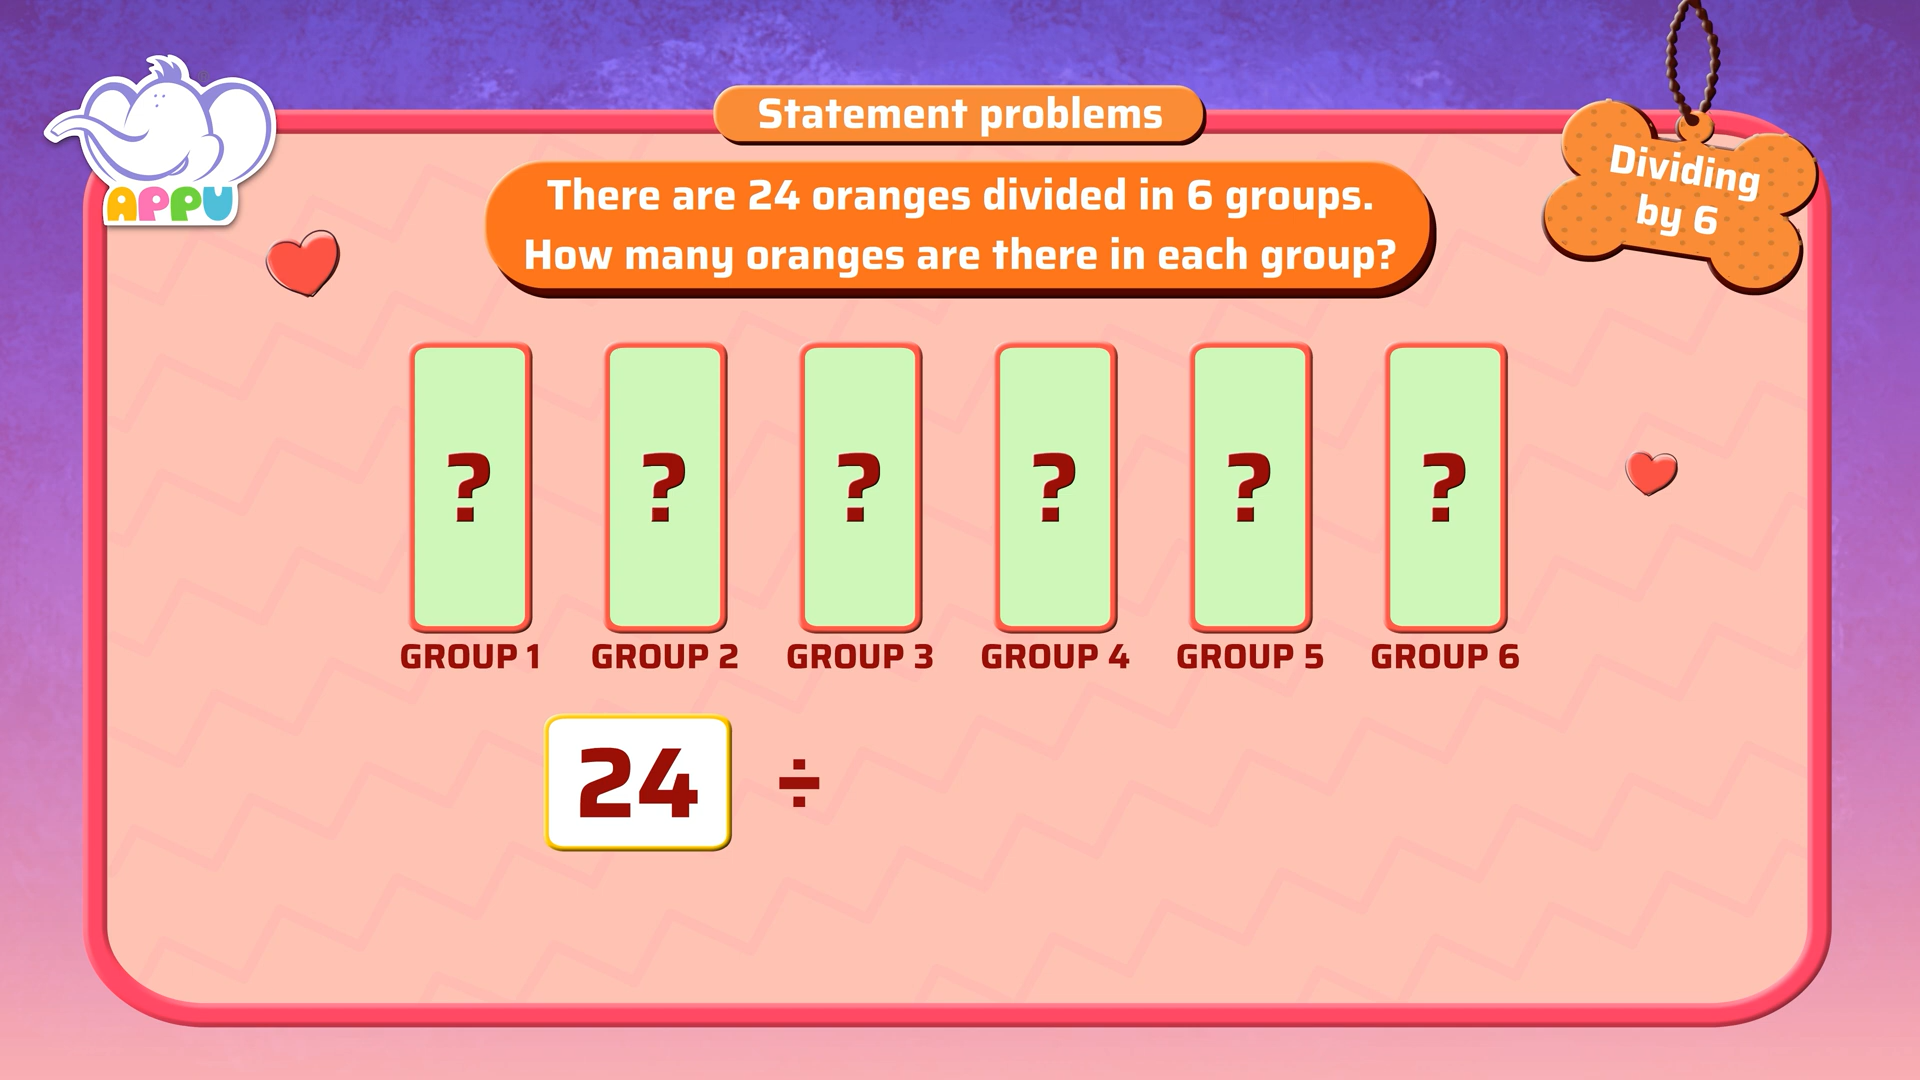 APPU
Statement problems
Dividing
by 6
There are 24 oranges divided in 6 groups.
How many oranges are there in each group?
? ? ? ? ? ?
GROUP 1 GROUP 2 GROUP 3 GROUP 4 GROUP 5 GROUP 6
24 ÷